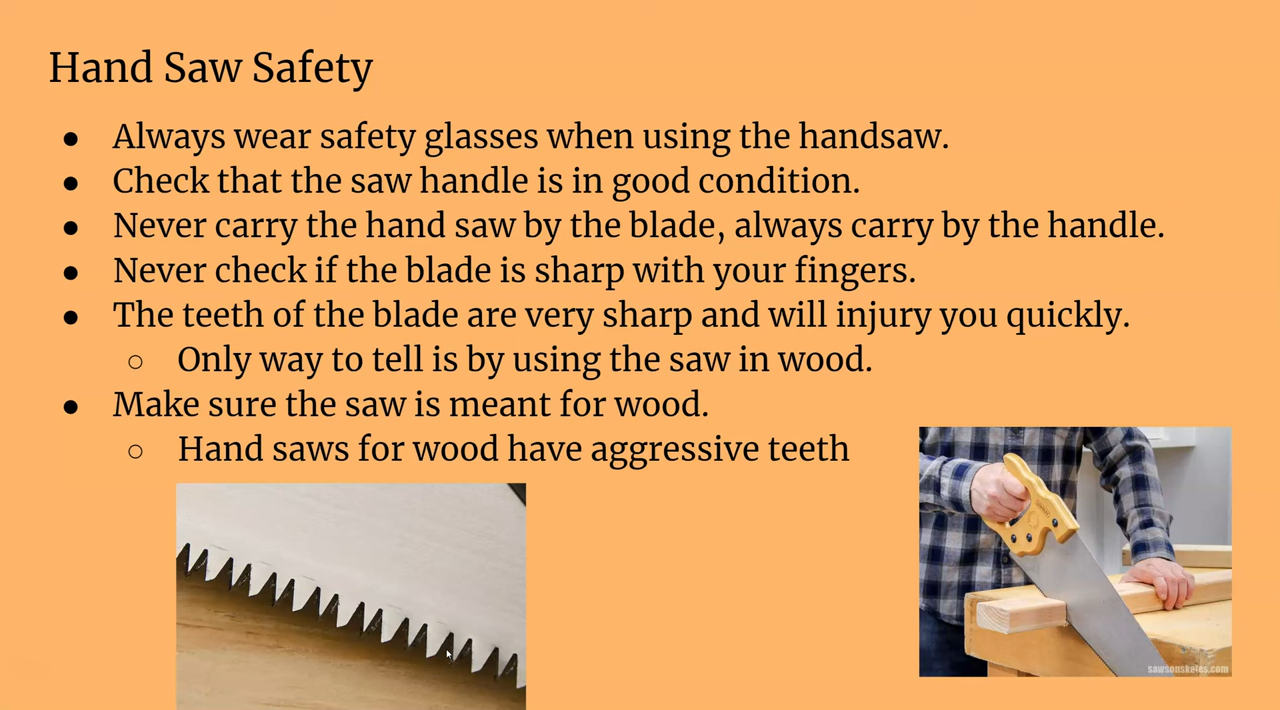 Hand Saw Safety
● Always wear safety glasses when using the handsaw.
● Check that the saw handle is in good condition.
● Never carry the hand saw by the blade, always carry by the handle.
● Never check if the blade is sharp with your fingers.
● The teeth of the blade are very sharp and will injury you quickly.
○ Only way to tell is by using the saw in wood.
● Make sure the saw is meant for wood.
○ Hand saws for wood have aggressive teeth